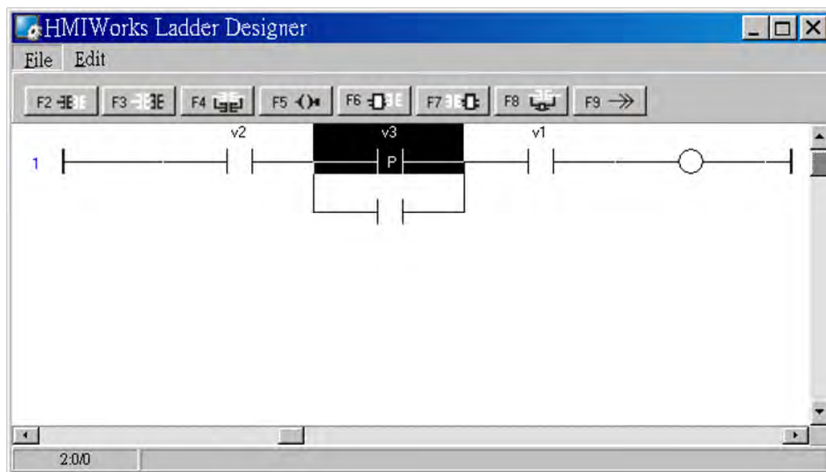 HMIWorks Ladder Designer
File Edit
F2 F3 F4 F5 F6 F7 F8 F9
v2 v3 v1
1 P
2:0/0